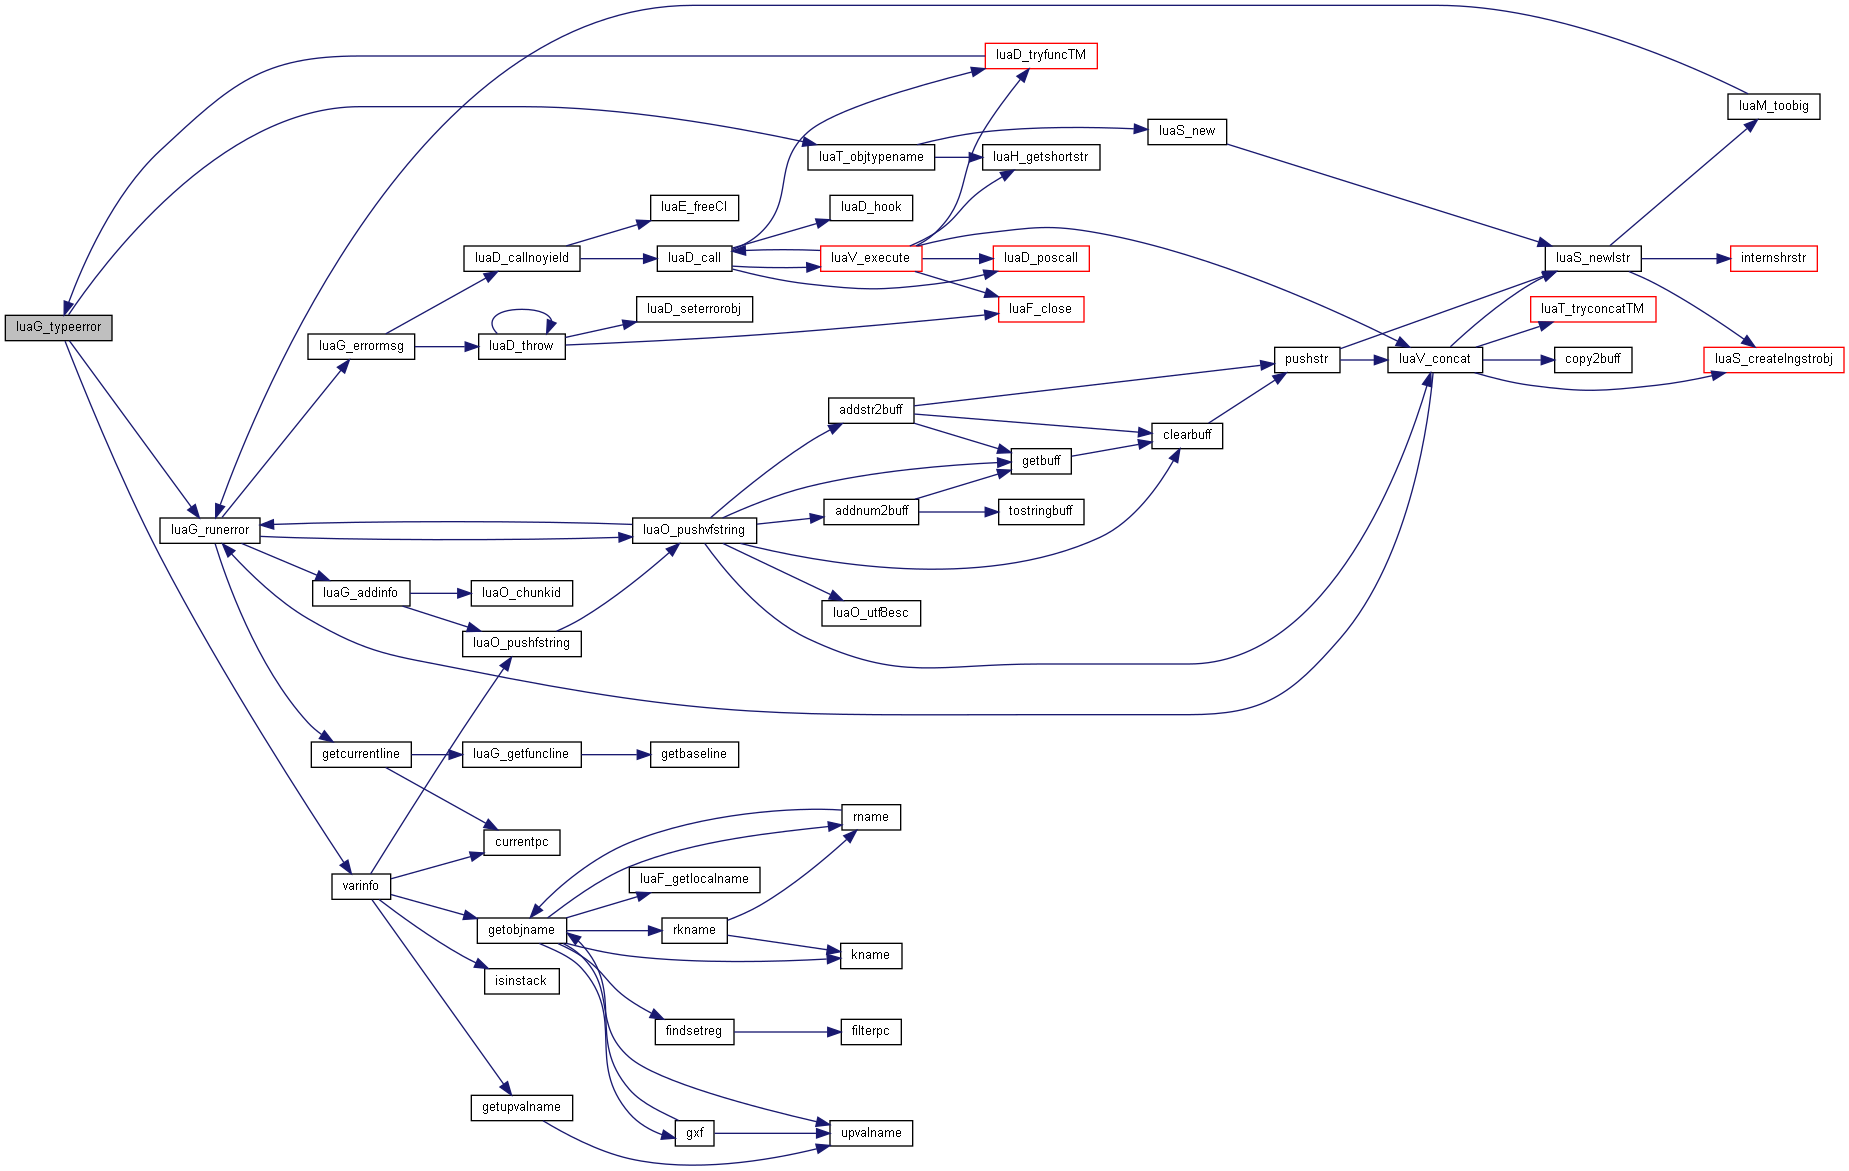 luaD_tryfuncTM
luaM_toobig
luaS_new
luaT_objtypename
luaH_getshortstr
luaE_freeCI
luaD_hook
luaD_callnoyield
luaD_call
luaV_execute
luaD_poscall
luaS_newlstr
internshrstr
luaD_seterrorobj
luaF_close
luaT_tryconcatTM
luaG_typeerror
luaG_errormsg
luaD_throw
pushstr
luaV_concat
copy2buff
luaS_createlngstrobj
addstr2buff
clearbuff
getbuff
addnum2buff
tostringbuff
luaG_runerror
luaO_pushvfstring
luaG_addinfo
luaO_chunkid
luaO_utf8esc
luaO_pushfstring
getcurrentline
luaG_getfuncline
getbaseline
rname
currentpc
luaF_getlocalname
varinfo
getobjname
rkname
kname
isinstack
findsetreg
filterpc
getupvalname
gxf
upvalname